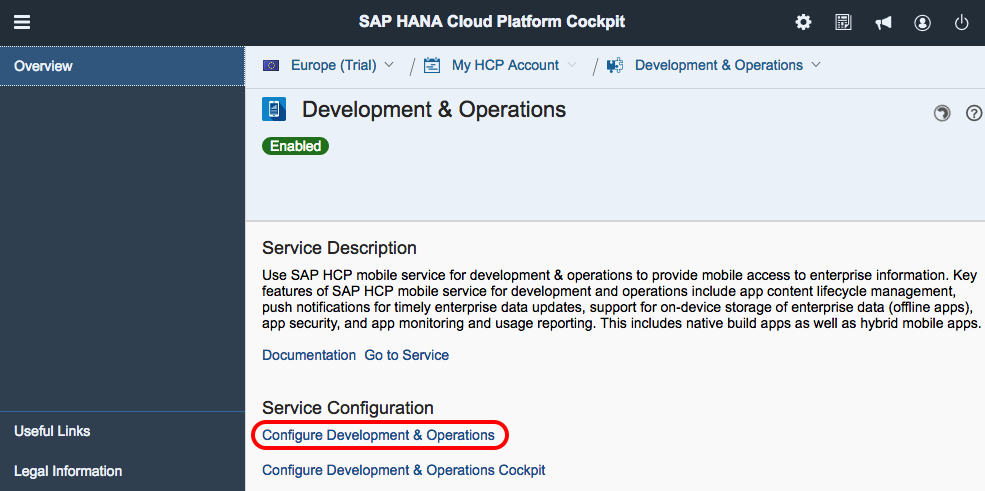 SAP HANA Cloud Platform Cockpit
Overview
Europe (Trial) / My HCP Account / Development & Operations
Development & Operations
Enabled
Service Description
Use SAP HCP mobile service for development & operations to provide mobile access to enterprise information. Key
features of SAP HCP mobile service for development and operations include app content lifecycle management,
push notifications for timely enterprise data updates, support for on-device storage of enterprise data (offline apps),
app security, and app monitoring and usage reporting. This includes native build apps as well as hybrid mobile apps.
Documentation Go to Service
Service Configuration
Configure Development & Operations
Configure Development & Operations Cockpit
Useful Links
Legal Information